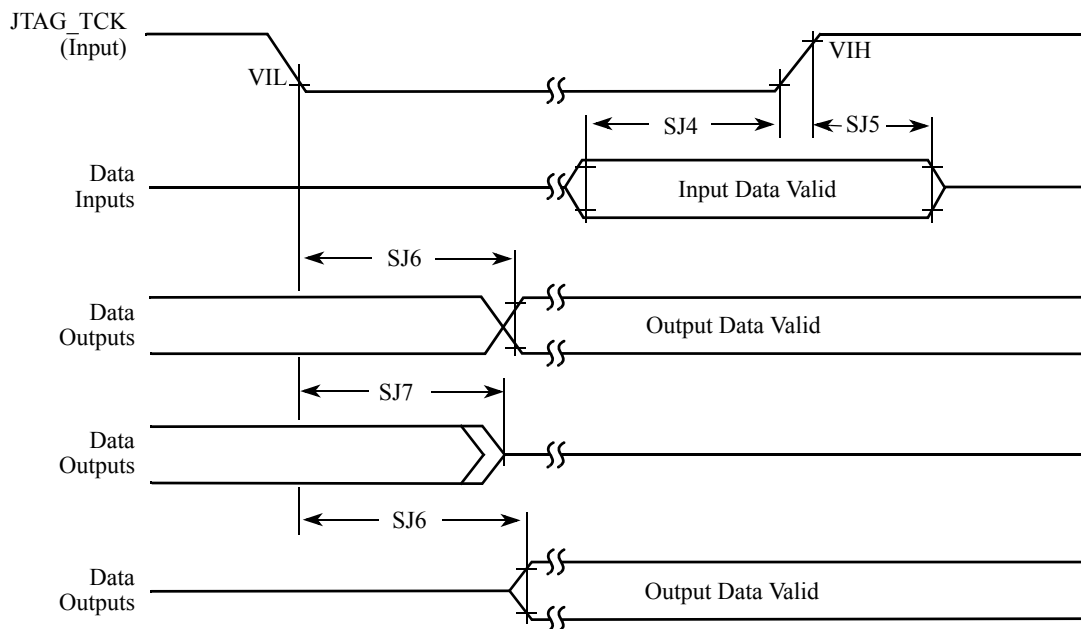 JTAG_TCK
(Input)
VIL
VIH
SJ4
SJ5
Data
Inputs
Input Data Valid
SJ6
Data
Outputs
Output Data Valid
SJ7
Data
Outputs
SJ6
Data
Outputs
Output Data Valid